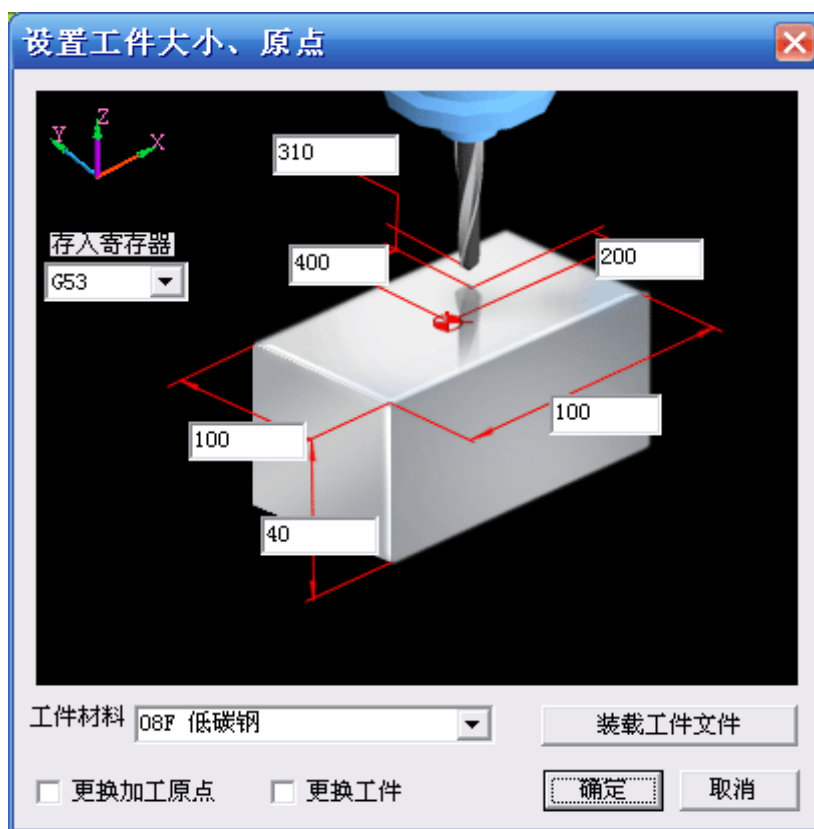 设置工件大小、原点
Z
Y
X
310
存入寄存器
400
200
G53
100
100
40
工件材料 08F 低碳钢
装载工件文件
更换加工原点 更换工件 确定 取消